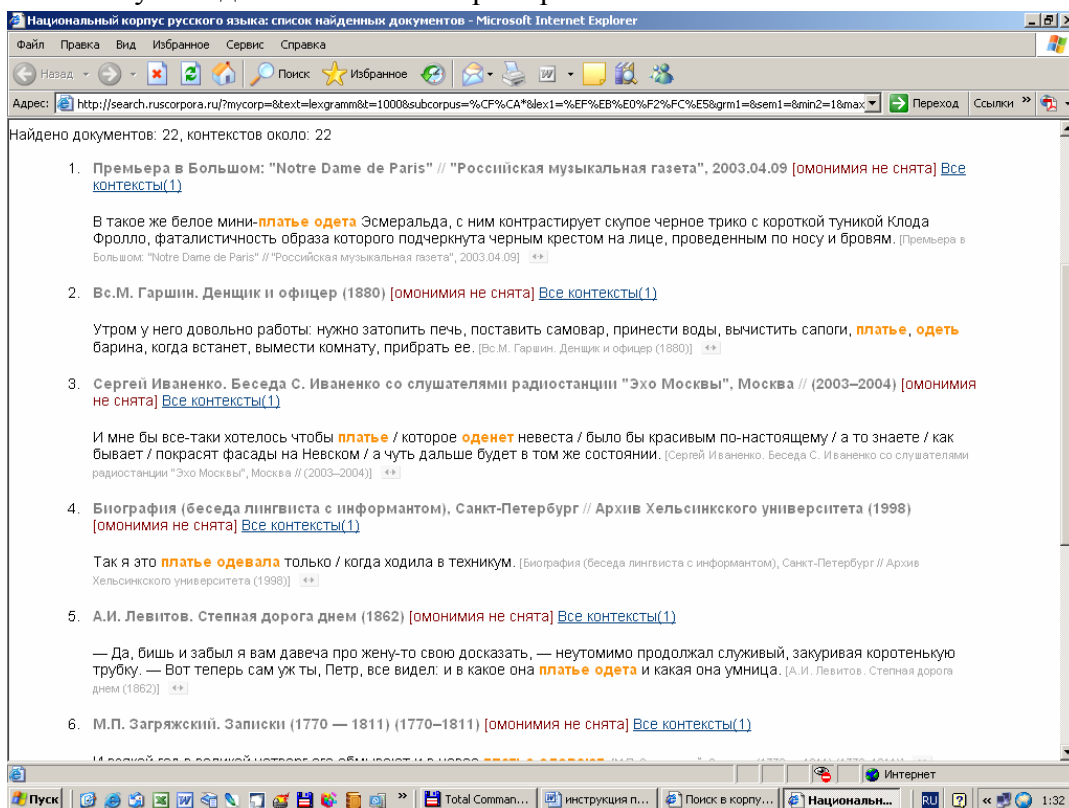 Национальный корпус русского языка: список найденных документов - Microsoft Internet Explorer
Файл Правка Вид Избранное Сервис Справка
Назад Поиск Избранное
Адрес: http://search.ruscorpora.ru/?mycorp=&text=lexgramm&t=1000&subcorpus=%CF%CA*&lex1=%EF%EB%E0%F2%FC%E5&grm1=&sem1=&min2=1&max Переход Ссылки »
Найдено документов: 22, контекстов около: 22
1. Премьера в Большом: "Notre Dame de Paris" // "Российская музыкальная газета", 2003.04.09 [омонимия не снята] Все
контексты(1)
В такое же белое мини-платье одета Эсмеральда, с ним контрастирует скупое черное трико с короткой туникой Клода
Фролло, фаталистичность образа которого подчеркнута черным крестом на лице, проведенным по носу и бровям. [Премьера в
Большом: "Notre Dame de Paris" // "Российская музыкальная газета", 2003.04.09]
2. Вс.М. Гаршин. Денщик и офицер (1880) [омонимия не снята] Все контексты(1)
Утром у него довольно работы: нужно затопить печь, поставить самовар, принести воды, вычистить сапоги, платье, одеть
барина, когда встанет, вымести комнату, прибрать ее. [Вс.М. Гаршин. Денщик и офицер (1880)]
3. Сергей Иваненко. Беседа С. Иваненко со слушателями радиостанции "Эхо Москвы", Москва // (2003–2004) [омонимия
не снята] Все контексты(1)
И мне бы все-таки хотелось чтобы платье / которое оденет невеста / было бы красивым по-настоящему / а то знаете / как
бывает / покрасят фасады на Невском / а чуть дальше будет в том же состоянии. [Сергей Иваненко. Беседа С. Иваненко со слушателями
радиостанции "Эхо Москвы", Москва // (2003–2004)]
4. Биография (беседа лингвиста с информантом), Санкт-Петербург // Архив Хельсинкского университета (1998)
[омонимия не снята] Все контексты(1)
Так я это платье одевала только / когда ходила в техникум. [Биография (беседа лингвиста с информантом), Санкт-Петербург // Архив
Хельсинкского университета (1998)]
5. А.И. Левитов. Степная дорога днем (1862) [омонимия не снята] Все контексты(1)
— Да, бишь и забыл я вам давеча про жену-то свою досказать, — неутомимо продолжал служивый, закуривая коротенькую
трубку. — Вот теперь сам уж ты, Петр, все видел: и в какое она платье одета и какая она умница. [А.И. Левитов. Степная дорога
днем (1862)]
6. М.П. Загряжский. Записки (1770 — 1811) (1770–1811) [омонимия не снята] Все контексты(1)
Интернет
Пуск » Total Comman... инструкция п... Поиск в корпу... Национальн... RU « 1:32